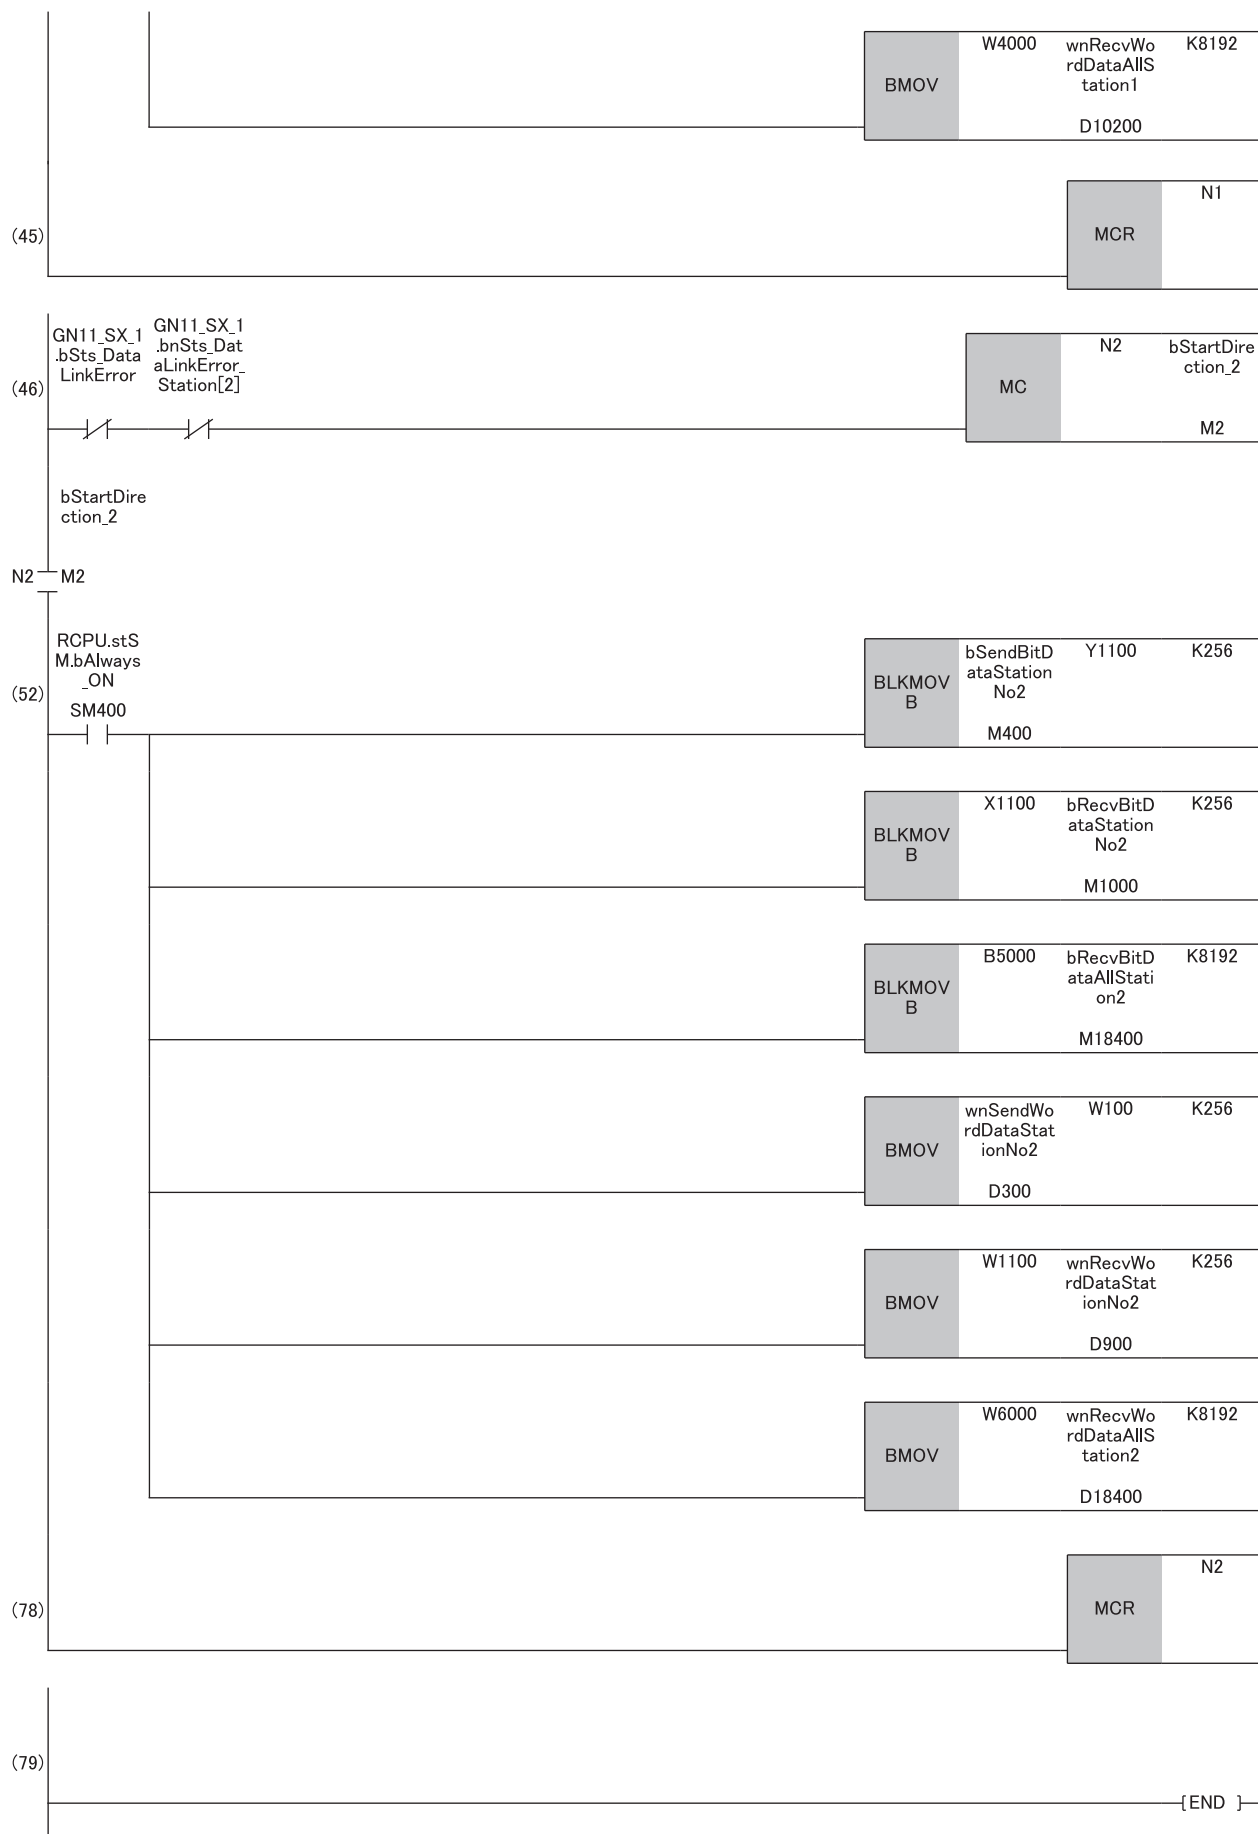 W4000 wnRecvWo K8192
rdDataAllS
tation1
BMOV
D10200
N1
(45) MCR
GN11_SX_1 GN11_SX_1
.bSts_Data .bnSts_Dat
LinkError aLinkError_
Station[2]
N2 bStartDire
ction_2
(46) MC
M2
bStartDire
ction_2
N2 M2
RCPU.stS
M.bAlways
_ON
(52) SM400
bSendBitD Y1100 K256
ataStation
No2
BLKMOV
B
M400
X1100 bRecvBitD K256
ataStation
No2
BLKMOV
B
M1000
B5000 bRecvBitD K8192
ataAllStati
on2
BLKMOV
B
M18400
wnSendWo W100 K256
rdDataStat
ionNo2
BMOV
D300
W1100 wnRecvWo K256
rdDataStat
ionNo2
BMOV
D900
W6000 wnRecvWo K8192
rdDataAllS
tation2
BMOV
D18400
N2
(78) MCR
(79)
[END ]